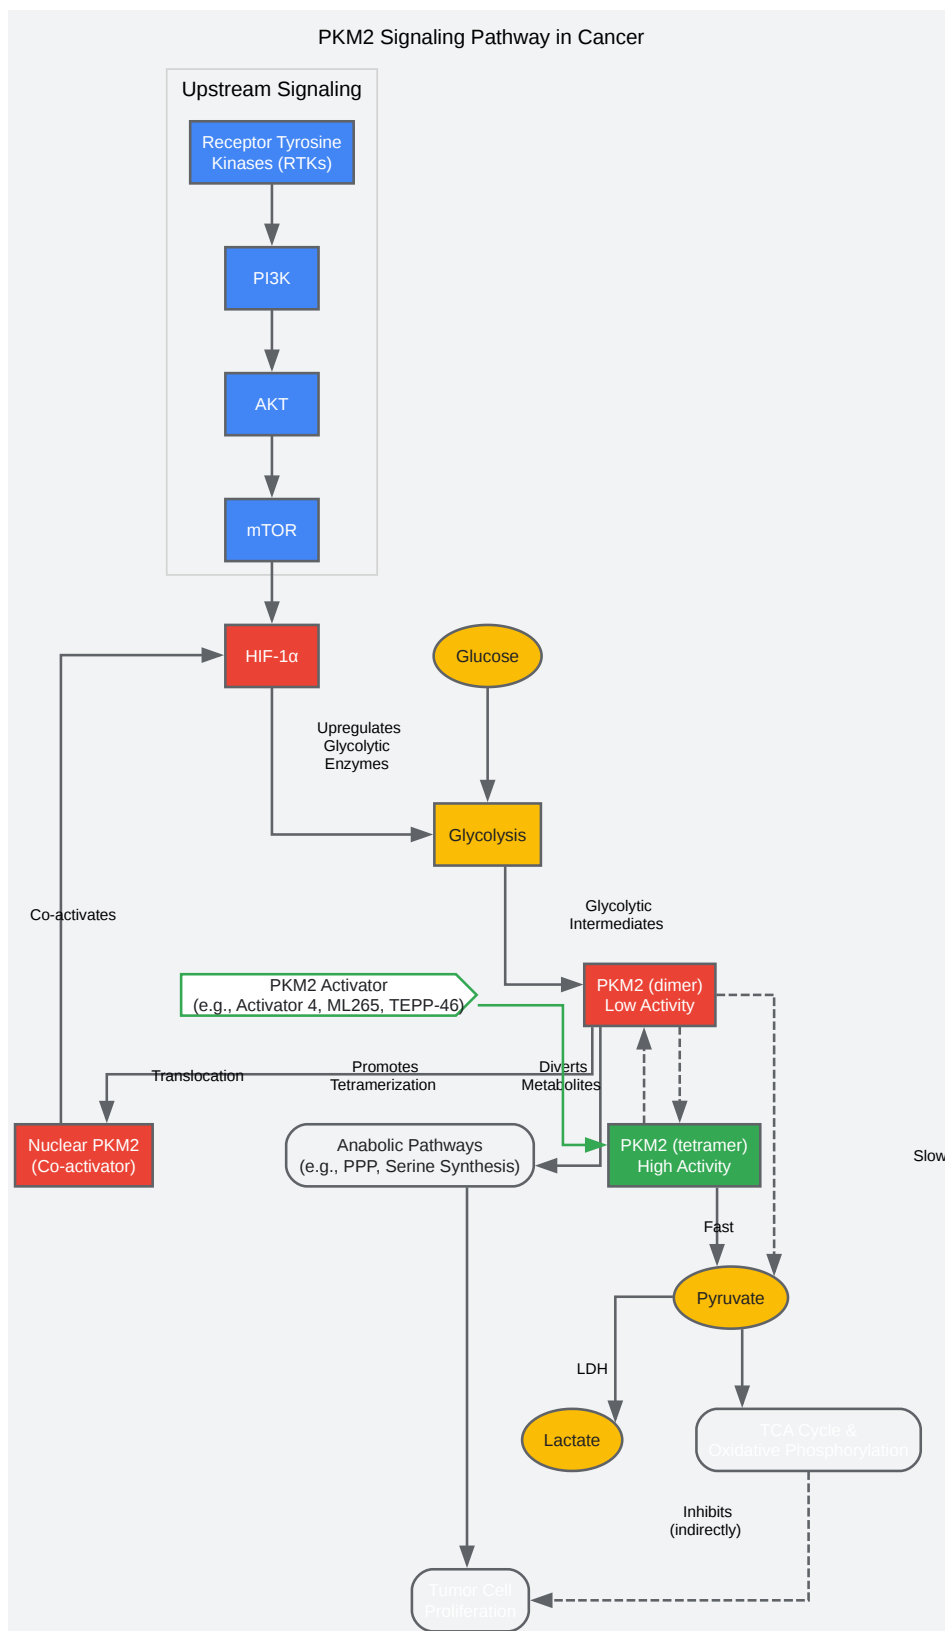 PKM2 Signaling Pathway in Cancer
Upstream Signaling
Receptor Tyrosine
Kinases (RTKs)
PI3K
AKT
mTOR
HIF-1α
Glucose
Upregulates
Glycolytic
Enzymes
Glycolysis
Co-activates
Glycolytic
Intermediates
PKM2 Activator
(e.g., Activator 4, ML265, TEPP-46)
PKM2 (dimer)
Low Activity
Translocation
Promotes
Tetramerization
Diverts
Metabolites
Nuclear PKM2
(Co-activator)
Anabolic Pathways
(e.g., PPP, Serine Synthesis)
PKM2 (tetramer)
High Activity
Slow
Fast
Pyruvate
LDH
Lactate
TCA Cycle &
Oxidative Phosphorylation
Inhibits
(indirectly)
Tumor Cell
Proliferation